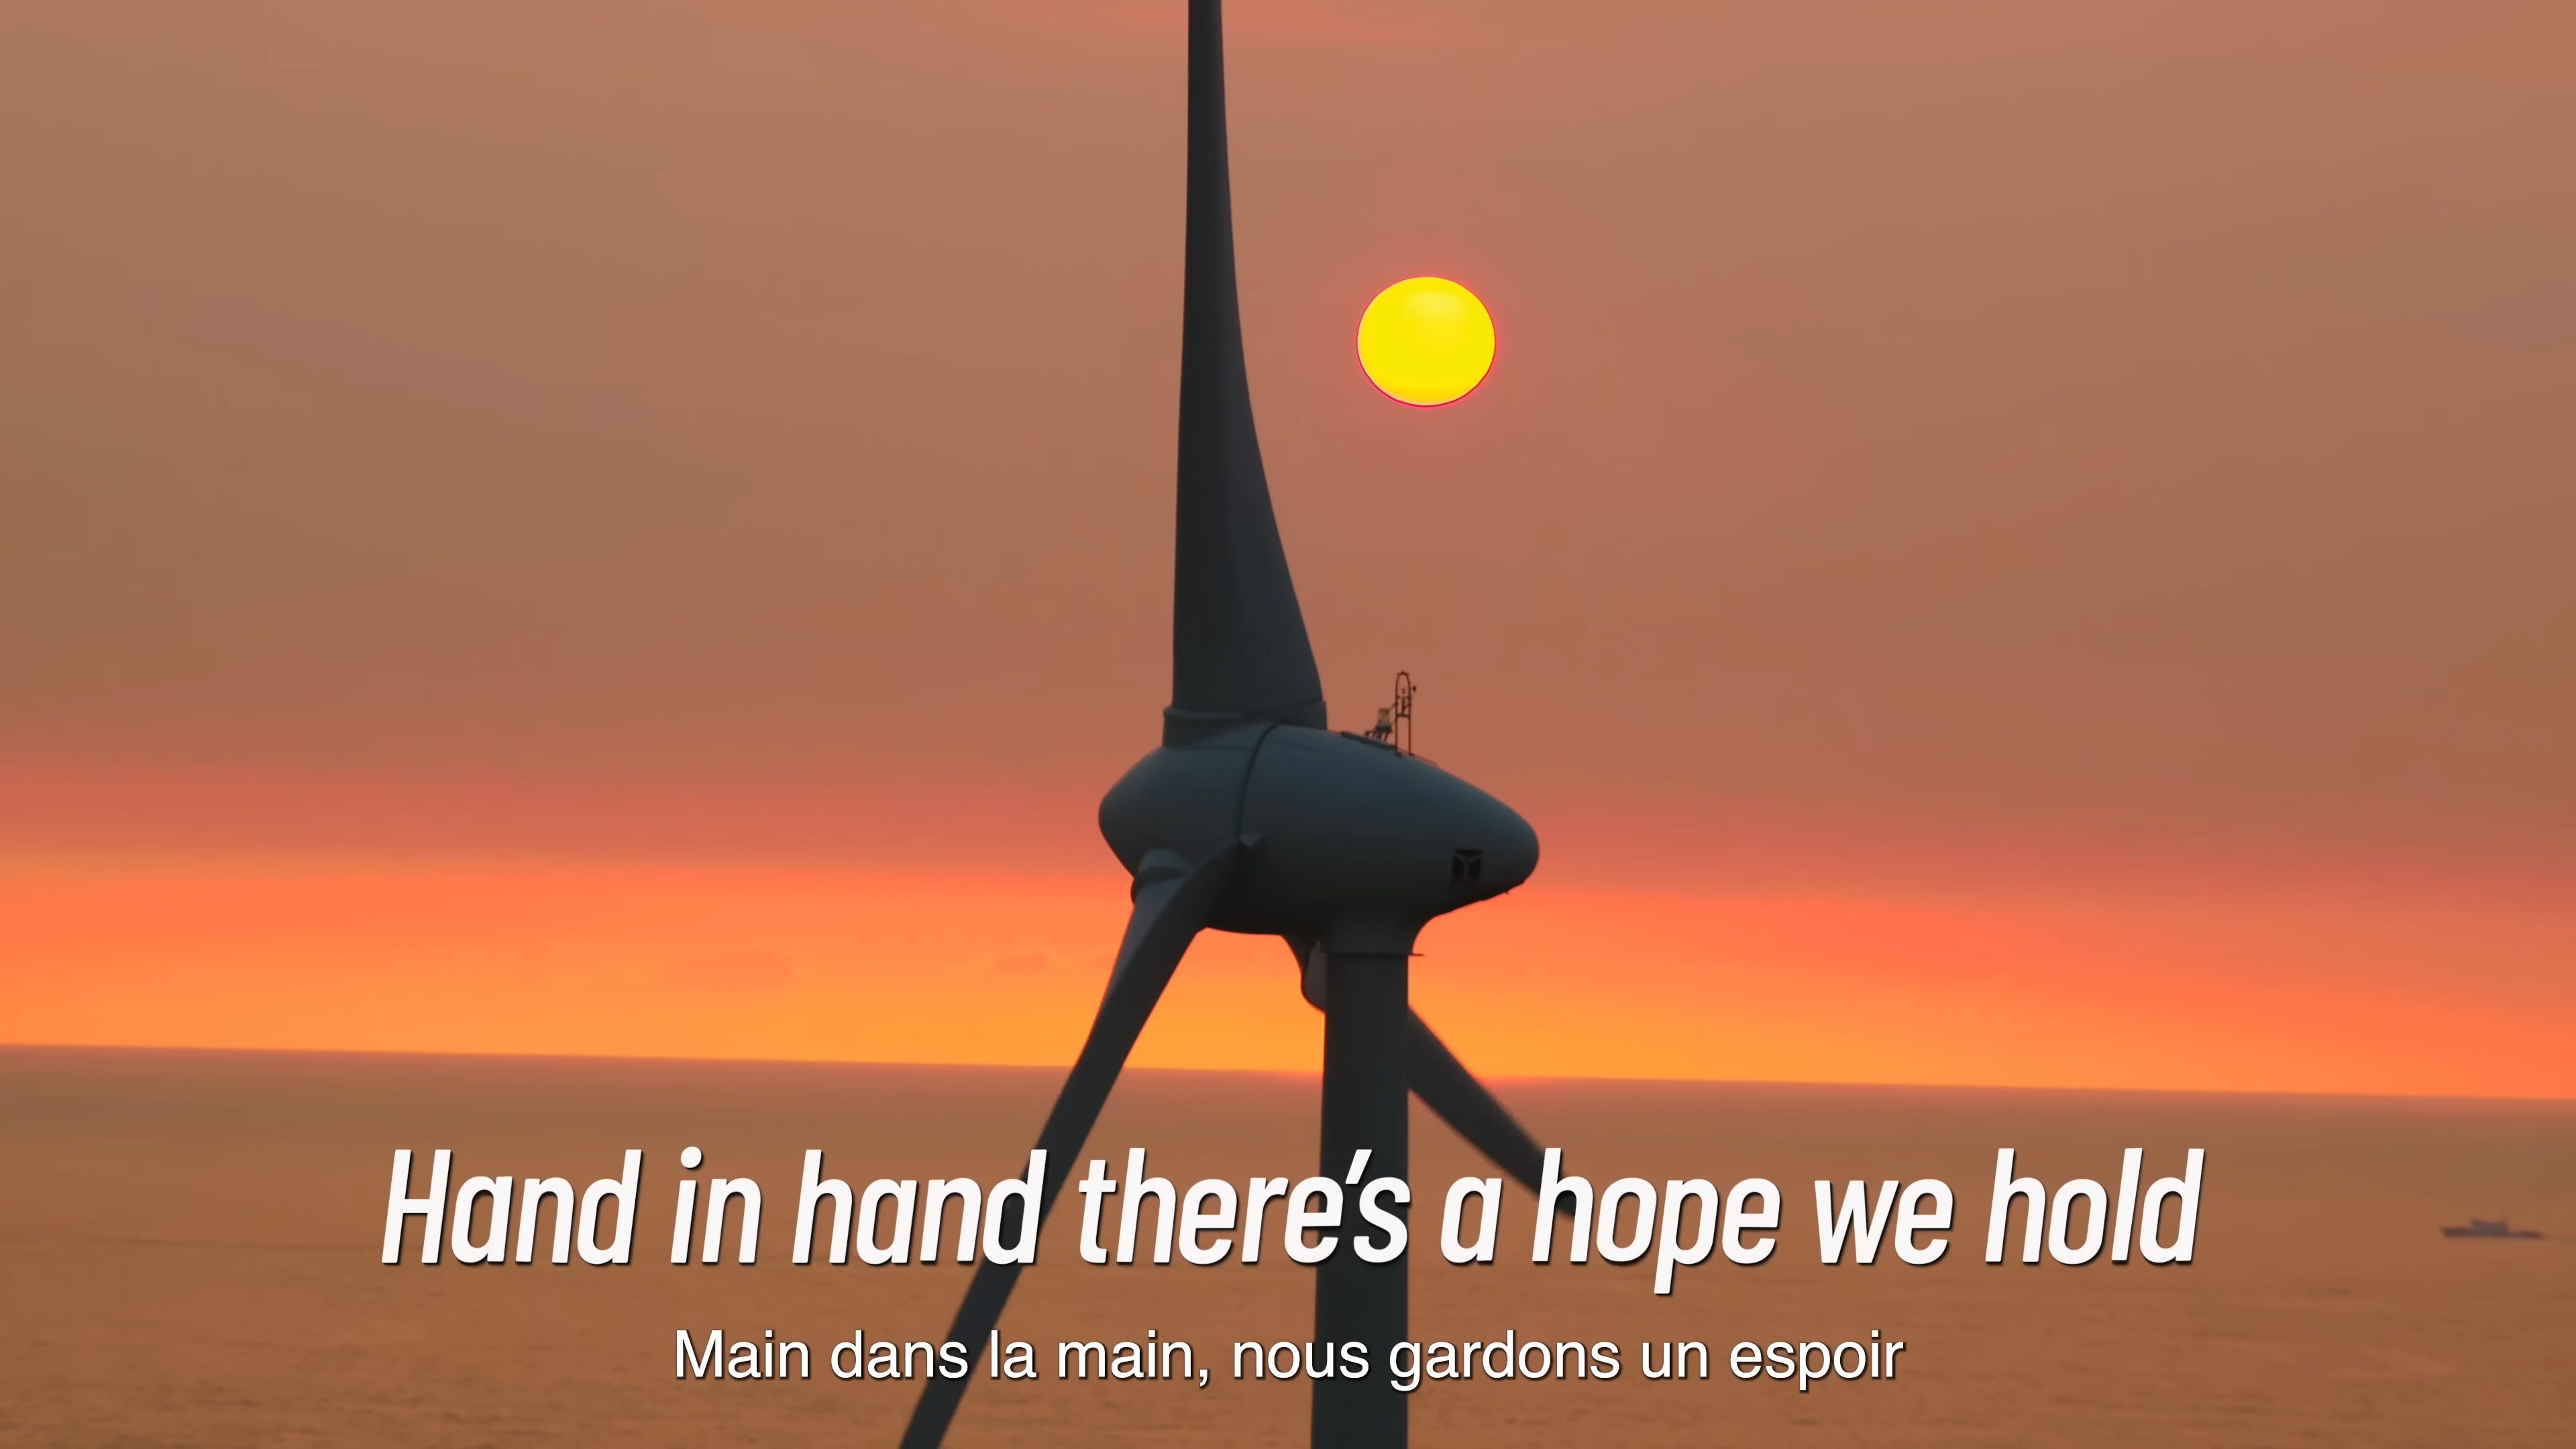 Hand in hand there's a hope we hold
Main dans la main, nous gardons un espoir